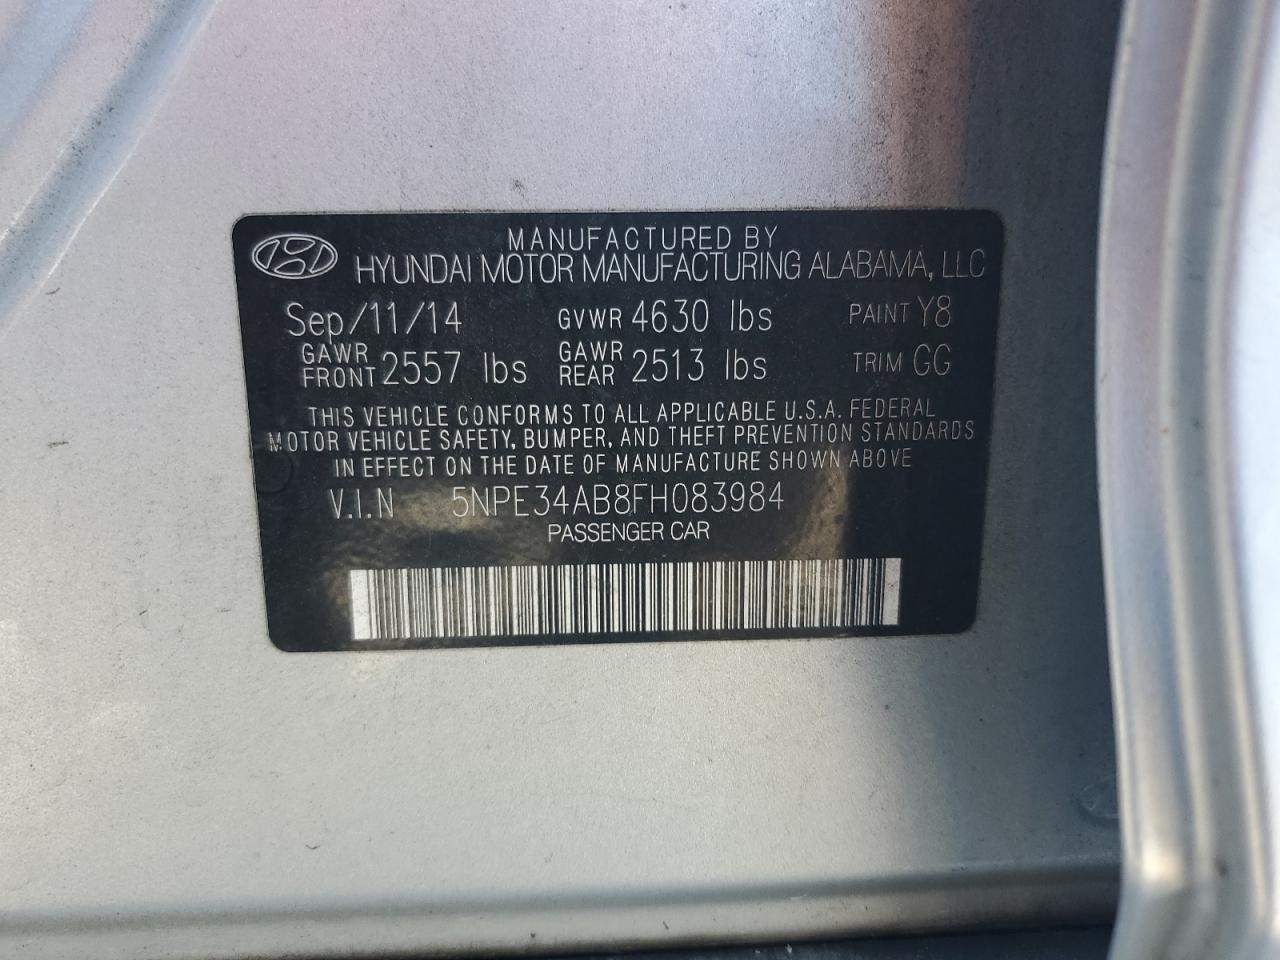 MANUFACTURED BY
HYUNDAI MOTOR MANUFACTURING ALABAMA, LLC
Sep/11/14 GVWR 4630 lbs PAINT Y8
GAWR FRONT 2557 lbs GAWR REAR 2513 lbs TRIM GG
THIS VEHICLE CONFORMS TO ALL APPLICABLE U.S.A. FEDERAL
MOTOR VEHICLE SAFETY, BUMPER, AND THEFT PREVENTION STANDARDS
IN EFFECT ON THE DATE OF MANUFACTURE SHOWN ABOVE
V.I.N 5NPE34AB8FH083984
PASSENGER CAR